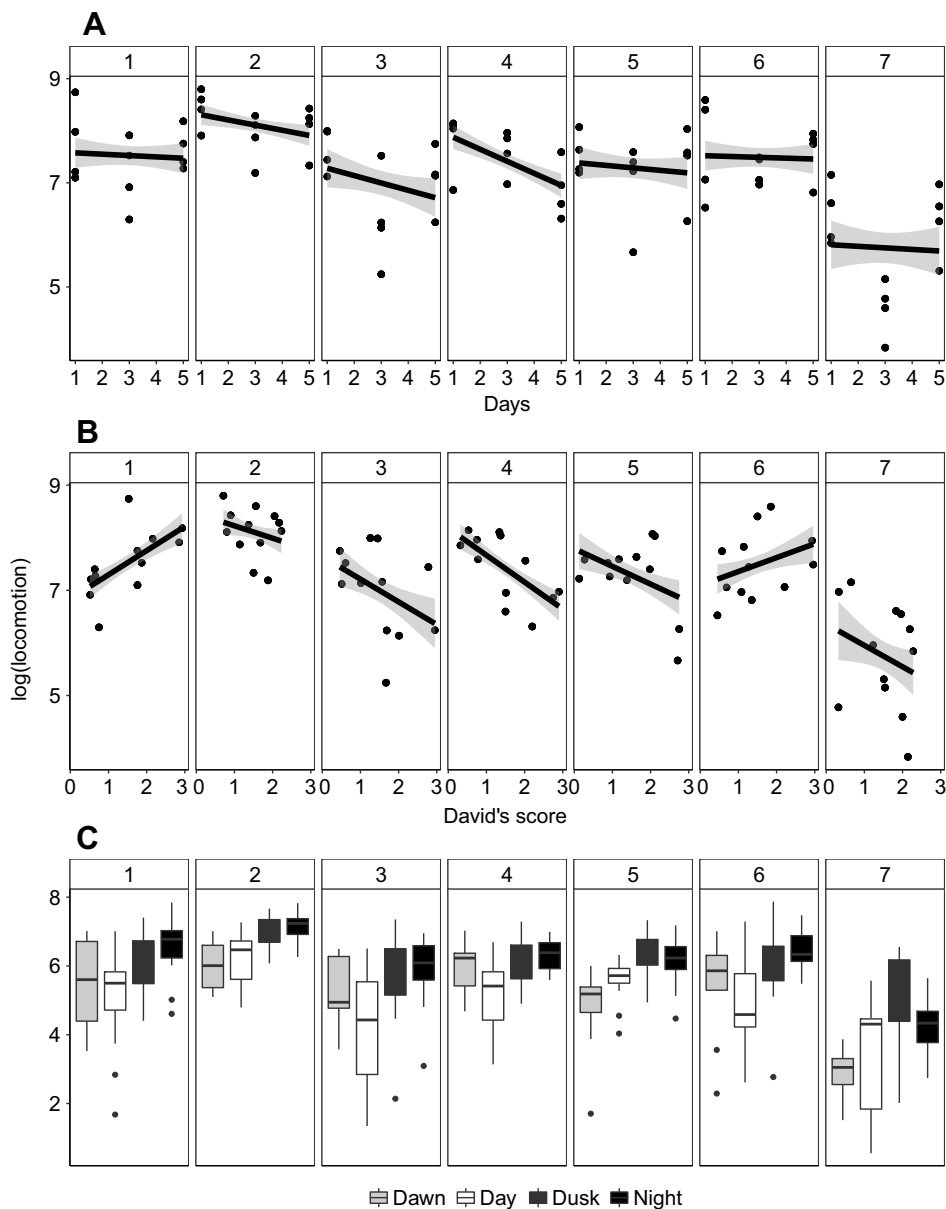 A
1 2 3 4 5 6 7
9
7
5
1 2 3 4 5 1 2 3 4 5 1 2 3 4 5 1 2 3 4 5 1 2 3 4 5 1 2 3 4 5 1 2 3 4 5
Days
B
1 2 3 4 5 6 7
9
7
5
log(locomotion)
0 1 2 3 0 1 2 3 0 1 2 3 0 1 2 3 0 1 2 3 0 1 2 3 0 1 2 3
David's score
C
1 2 3 4 5 6 7
8
6
4
2
Dawn Day Dusk Night